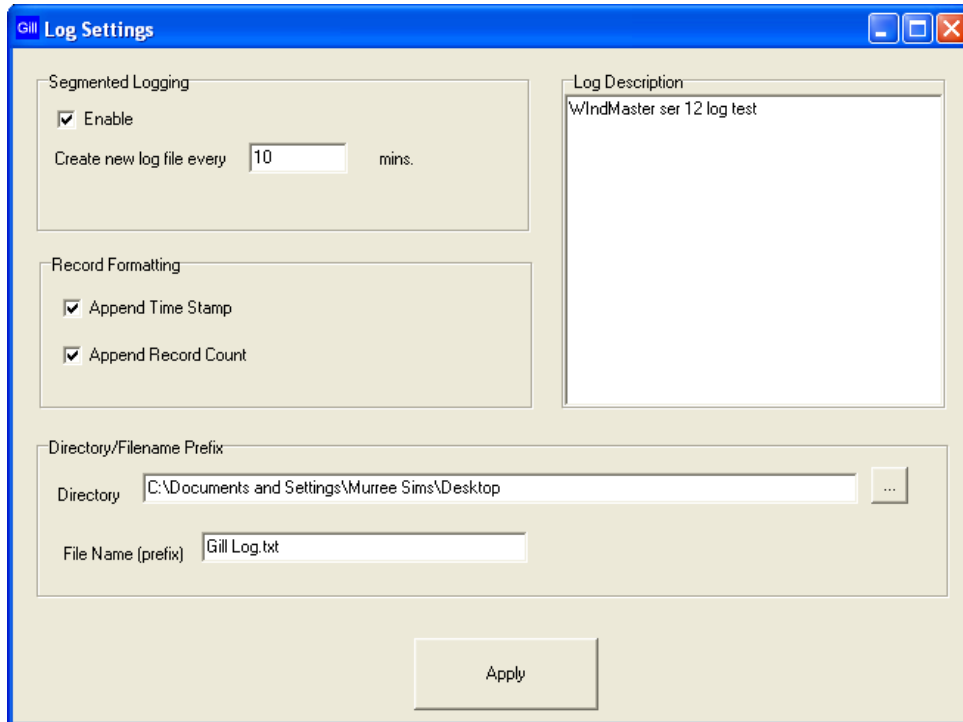 Gill Log Settings
Segmented Logging
Enable
Create new log file every 10 mins.
Record Formatting
Append Time Stamp
Append Record Count
Log Description
WIndMaster ser 12 log test
Directory/Filename Prefix
Directory C:\Documents and Settings\Murree Sims\Desktop ...
File Name (prefix) Gill Log.txt
Apply